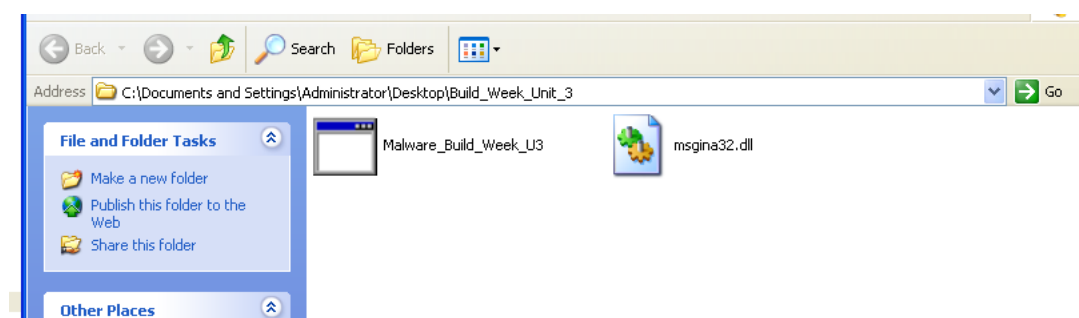 Back Search Folders
Address C:\Documents and Settings\Administrator\Desktop\Build_Week_Unit_3 Go
File and Folder Tasks
Make a new folder
Publish this folder to the
Web
Share this folder
Other Places
Malware_Build_Week_U3
msgina32.dll